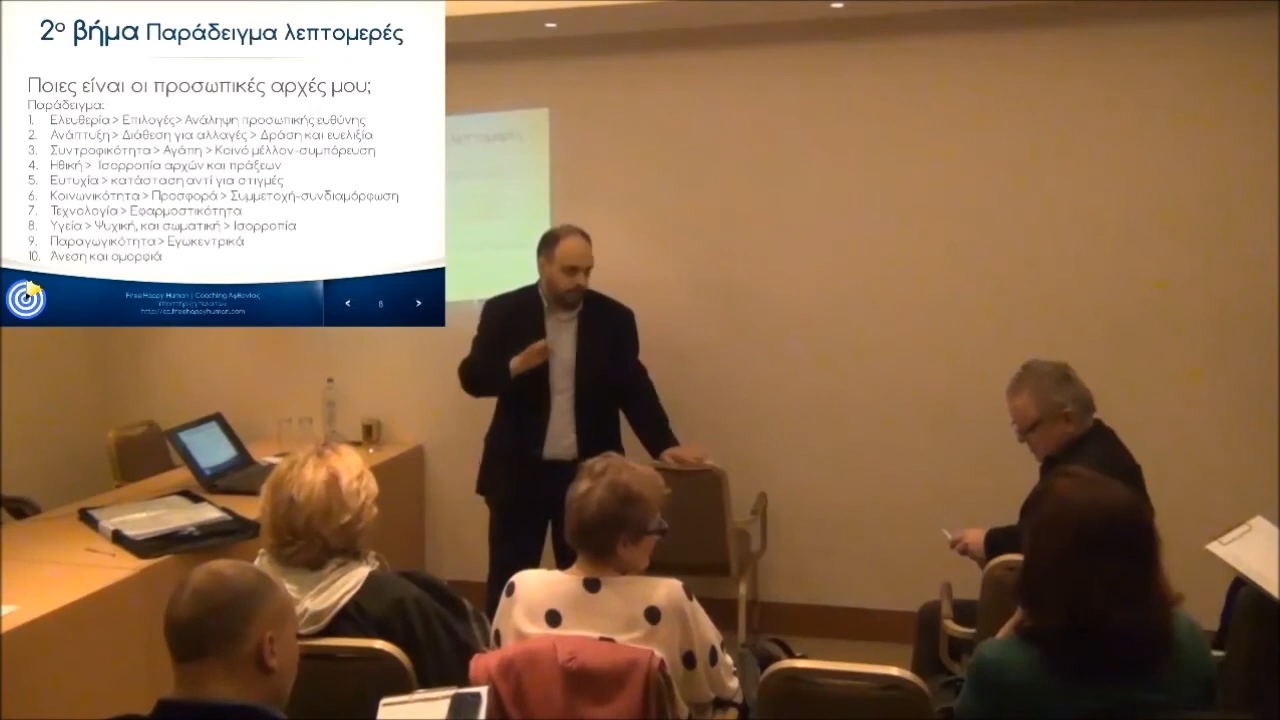 2ο βήμα Παράδειγμα λεπτομερές
Ποιες είναι οι προσωπικές αρχές μου;
Παράδειγμα:
1. Ελευθερία > Επιλογές> Ανάληψη προσωπικής ευθύνης
2. Ανάπτυξη > Διάθεση για αλλαγές > Δράση και ευελιξία
3. Συντροφικότητα > Αγάπη > Κοινό μέλλον-συμπόρευση
4. Ηθική > Ισορροπία αρχών και πράξεων
5. Ευτυχία > κατάσταση αντί για στιγμές
6. Κοινωνικότητα > Προσφορά > Συμμετοχή-συνδιαμόρφωση
7. Τεχνολογία > Εφαρμοστικότητα
8. Υγεία > Ψυχική, και σωματική > Ισορροπία
9. Παραγωγικότητα > Εγωκεντρικά
10. Άνεση και ομορφιά
Free Happy Human | Coaching Αφθονίας
< 8 >